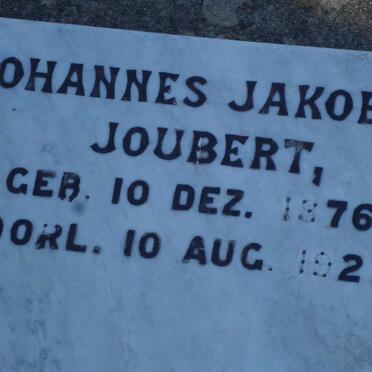 OHANNES JAKOB
JOUBERT,
GEB. 10 DEZ. 1876
OORL. 10 AUG. 192